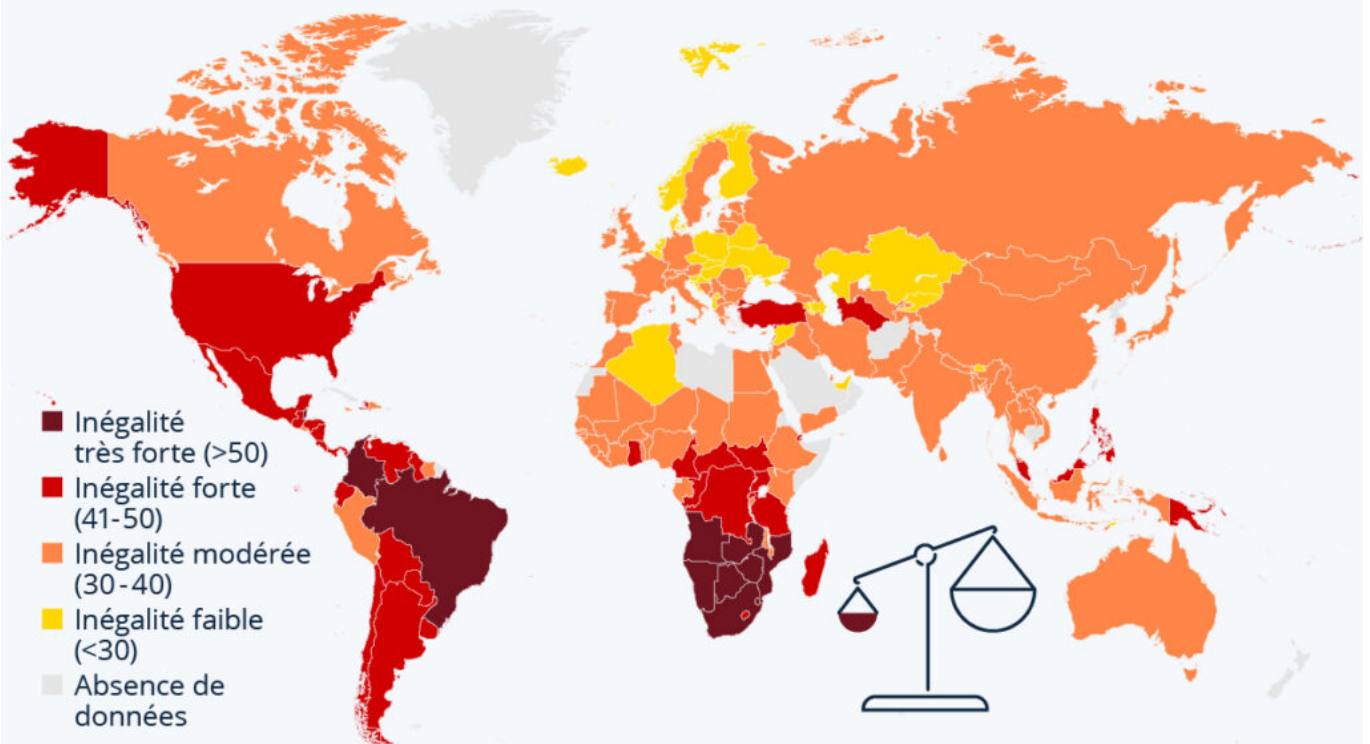 Inégalité
très forte (>50)
Inégalité forte
(41-50)
Inégalité modérée
(30-40)
Inégalité faible
(<30)
Absence de
données